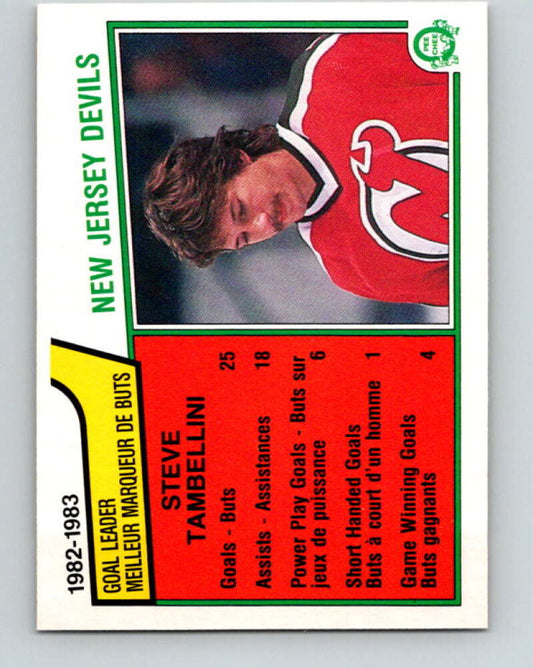 1982-1983
GOAL LEADER
MEILLEUR MARQUEUR DE BUTS
NEW JERSEY DEVILS
O
PEE
CHEE
STEVE
TAMBELLINI
Goals - Buts 25
Assists - Assistances 18
Power Play Goals - Buts sur
jeux de puissance 6
Short Handed Goals
Buts à court d'un homme 1
Game Winning Goals
Buts gagnants 4